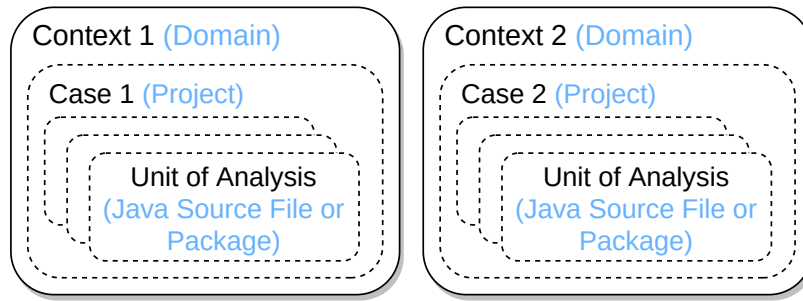 Context 1 (Domain)
Case 1 (Project)
Unit of Analysis
(Java Source File or
Package)
Context 2 (Domain)
Case 2 (Project)
Unit of Analysis
(Java Source File or
Package)